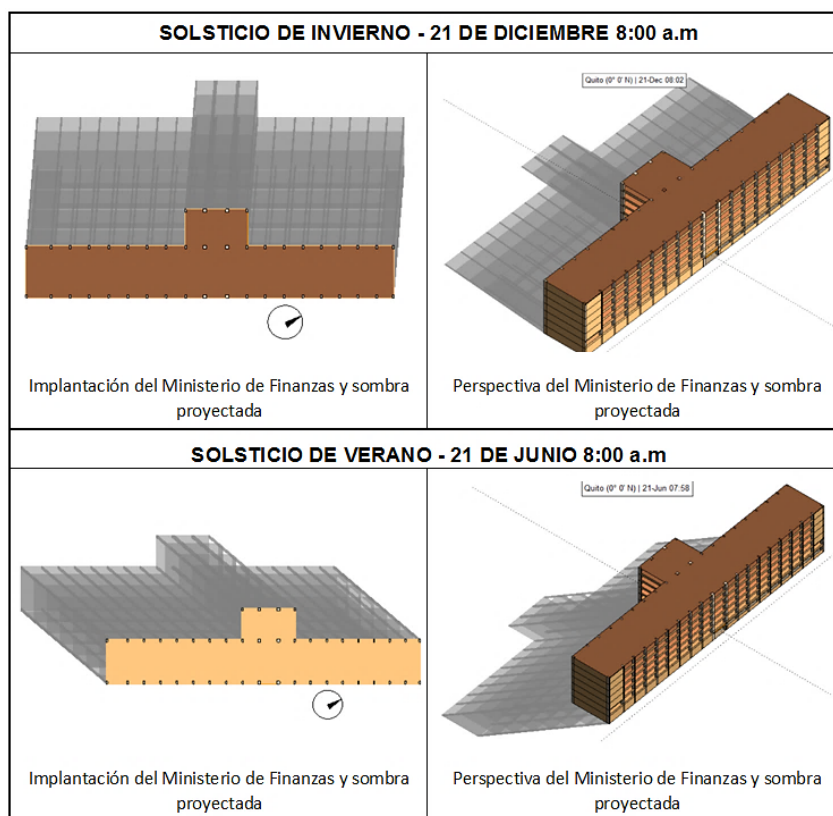 SOLSTICIO DE INVIERNO - 21 DE DICIEMBRE 8:00 a.m
Quito (0° 0' N) | 21-Dec 08:02
Implantación del Ministerio de Finanzas y sombra
proyectada
Perspectiva del Ministerio de Finanzas y sombra
proyectada
SOLSTICIO DE VERANO - 21 DE JUNIO 8:00 a.m
Quito (0° 0' N) | 21-Jun 07:58
Implantación del Ministerio de Finanzas y sombra
proyectada
Perspectiva del Ministerio de Finanzas y sombra
proyectada